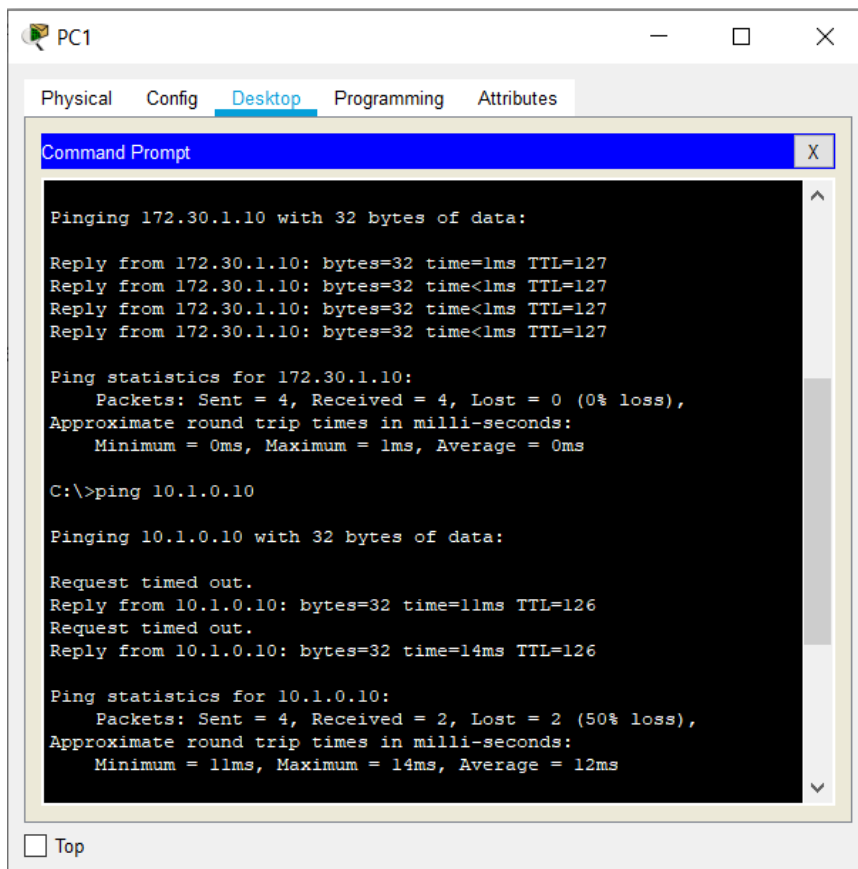 PC1
Physical Config Desktop Programming Attributes
Command Prompt
X
Pinging 172.30.1.10 with 32 bytes of data:
Reply from 172.30.1.10: bytes=32 time=1ms TTL=127
Reply from 172.30.1.10: bytes=32 time<1ms TTL=127
Reply from 172.30.1.10: bytes=32 time<1ms TTL=127
Reply from 172.30.1.10: bytes=32 time<1ms TTL=127
Ping statistics for 172.30.1.10:
Packets: Sent = 4, Received = 4, Lost = 0 (0% loss),
Approximate round trip times in milli-seconds:
Minimum = 0ms, Maximum = 1ms, Average = 0ms
C:\>ping 10.1.0.10
Pinging 10.1.0.10 with 32 bytes of data:
Request timed out.
Reply from 10.1.0.10: bytes=32 time=11ms TTL=126
Request timed out.
Reply from 10.1.0.10: bytes=32 time=14ms TTL=126
Ping statistics for 10.1.0.10:
Packets: Sent = 4, Received = 2, Lost = 2 (50% loss),
Approximate round trip times in milli-seconds:
Minimum = 11ms, Maximum = 14ms, Average = 12ms
Top